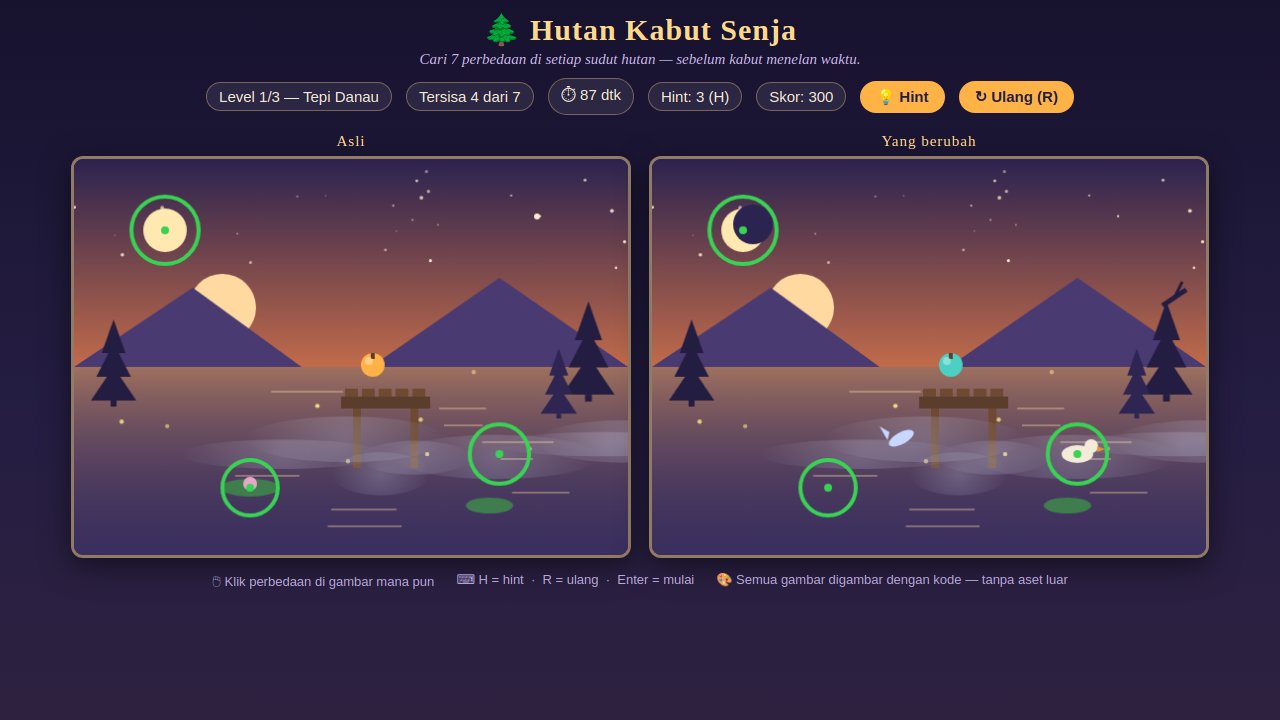 🌲 Hutan Kabut Senja
Cari 7 perbedaan di setiap sudut hutan — sebelum kabut menelan waktu.
Level 1/3 — Tepi Danau
Tersisa 4 dari 7
⏱ 87 dtk
Hint: 3 (H)
Skor: 300
💡 Hint
↻ Ulang (R)
Asli
Yang berubah
🖱 Klik perbedaan di gambar mana pun
⌨ H = hint · R = ulang · Enter = mulai
🎨 Semua gambar digambar dengan kode — tanpa aset luar